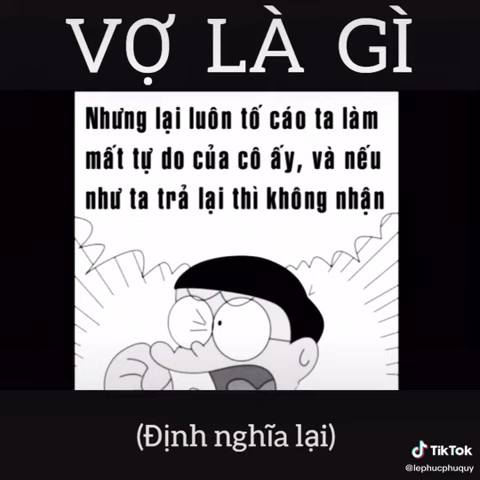 VỢ LÀ GÌ
Nhưng lại luôn tố cáo ta làm
mất tự do của cô ấy, và nếu
như ta trả lại thì không nhận
(Định nghĩa lại)
TikTok
@lephucphuquy